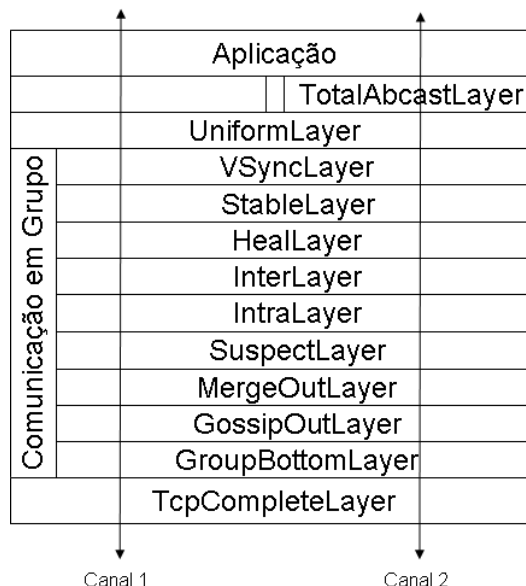 Aplicação
TotalAbcastLayer
UniformLayer
Comunicação em Grupo
VSyncLayer
StableLayer
HealLayer
InterLayer
IntraLayer
SuspectLayer
MergeOutLayer
GossipOutLayer
GroupBottomLayer
TcpCompleteLayer
Canal 1
Canal 2